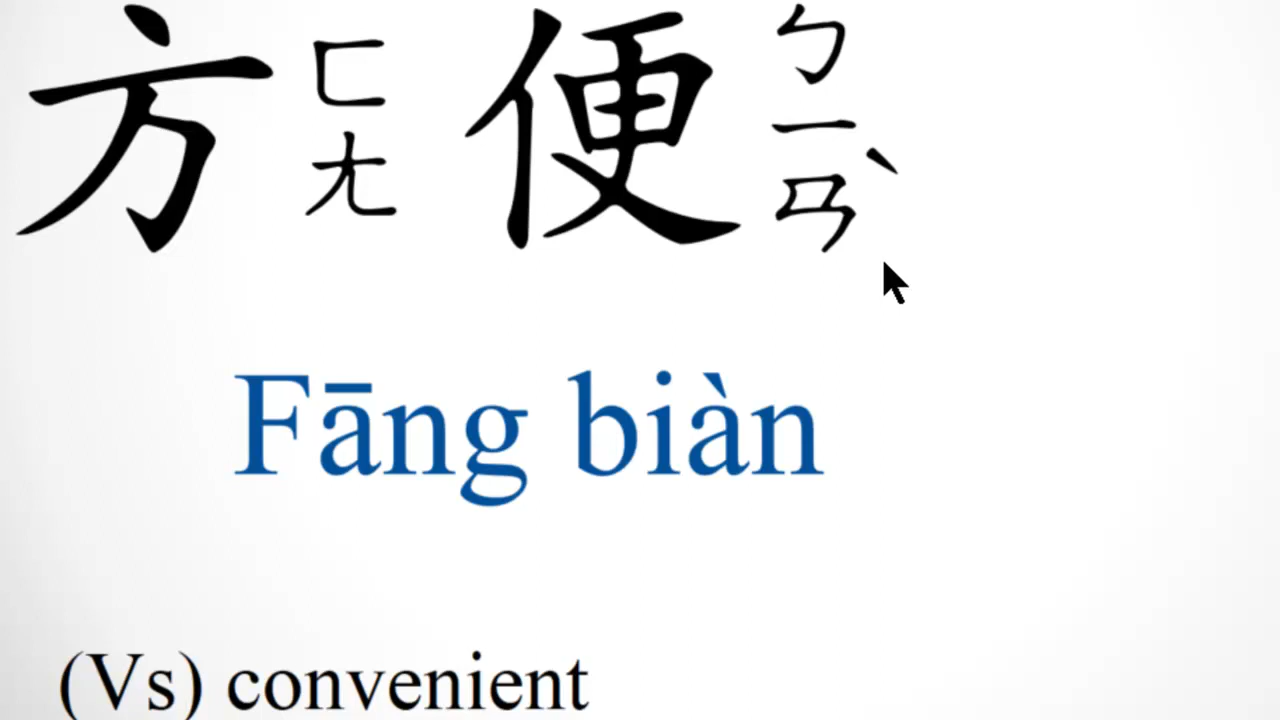 方ㄈㄤ 便ㄅㄧㄢˋ
Fāng biàn
(Vs) convenient